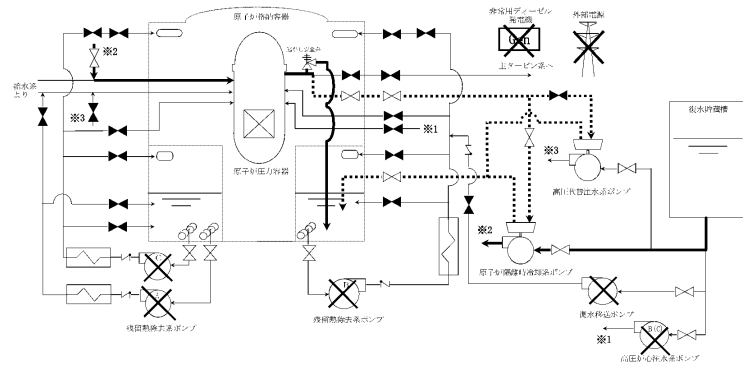 原子炉格納容器
逃がし安全弁
非常用ディーゼル
発電機
Gen
外部電源
※2
主タービン系へ
給水系
より
復水貯蔵槽
※3
※1
※3
原子炉圧力容器
高圧代替注水系ポンプ
※2
原子炉隔離時冷却系ポンプ
C
残留熱除去系ポンプ
残留熱除去系ポンプ
復水移送ポンプ
B(C)
※1
高圧炉心注水系ポンプ